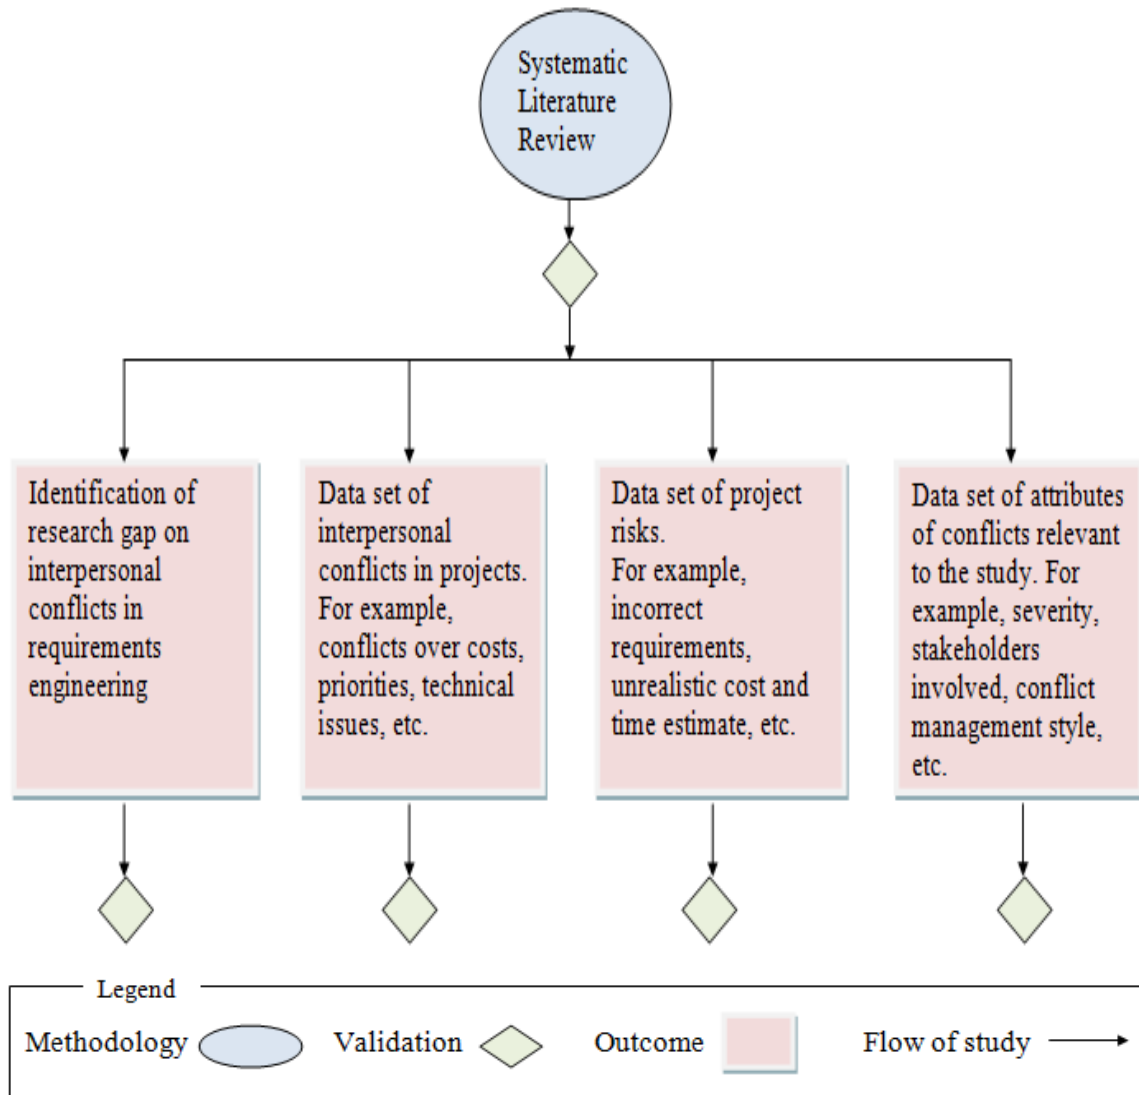 Systematic
Literature
Review
Identification of
research gap on
interpersonal
conflicts in
requirements
engineering
Data set of
interpersonal
conflicts in projects.
For example,
conflicts over costs,
priorities, technical
issues, etc.
Data set of project
risks.
For example,
incorrect
requirements,
unrealistic cost and
time estimate, etc.
Data set of attributes
of conflicts relevant
to the study. For
example, severity,
stakeholders
involved, conflict
management style,
etc.
Legend
Methodology
Validation
Outcome
Flow of study